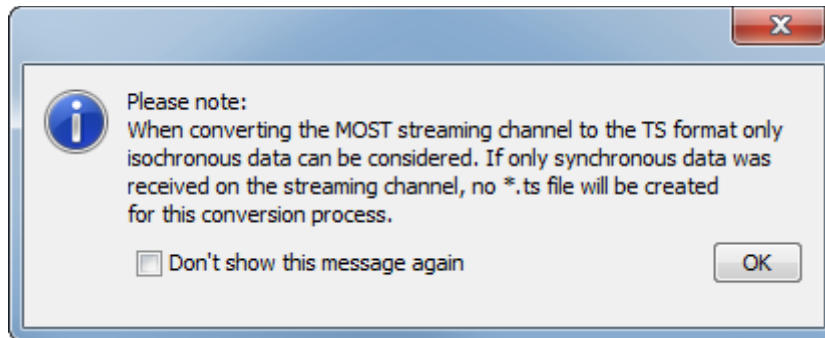 Please note:
When converting the MOST streaming channel to the TS format only
isochronous data can be considered. If only synchronous data was
received on the streaming channel, no *.ts file will be created
for this conversion process.
Don't show this message again
OK